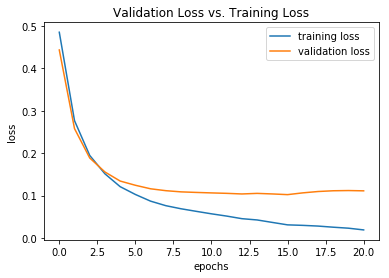 Validation Loss vs. Training Loss
training loss
validation loss
0.5
0.4
0.3
0.2
0.1
0.0
loss
0.0 2.5 5.0 7.5 10.0 12.5 15.0 17.5 20.0
epochs